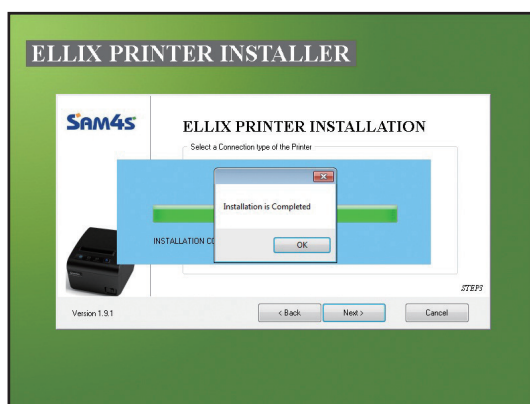 ELLIX PRINTER INSTALLER
SAM4S
ELLIX PRINTER INSTALLATION
Select a Connection type of the Printer
Installation is Completed
INSTALLATION
OK
STEP3
Version 1.9.1
< Back
Next >
Cancel